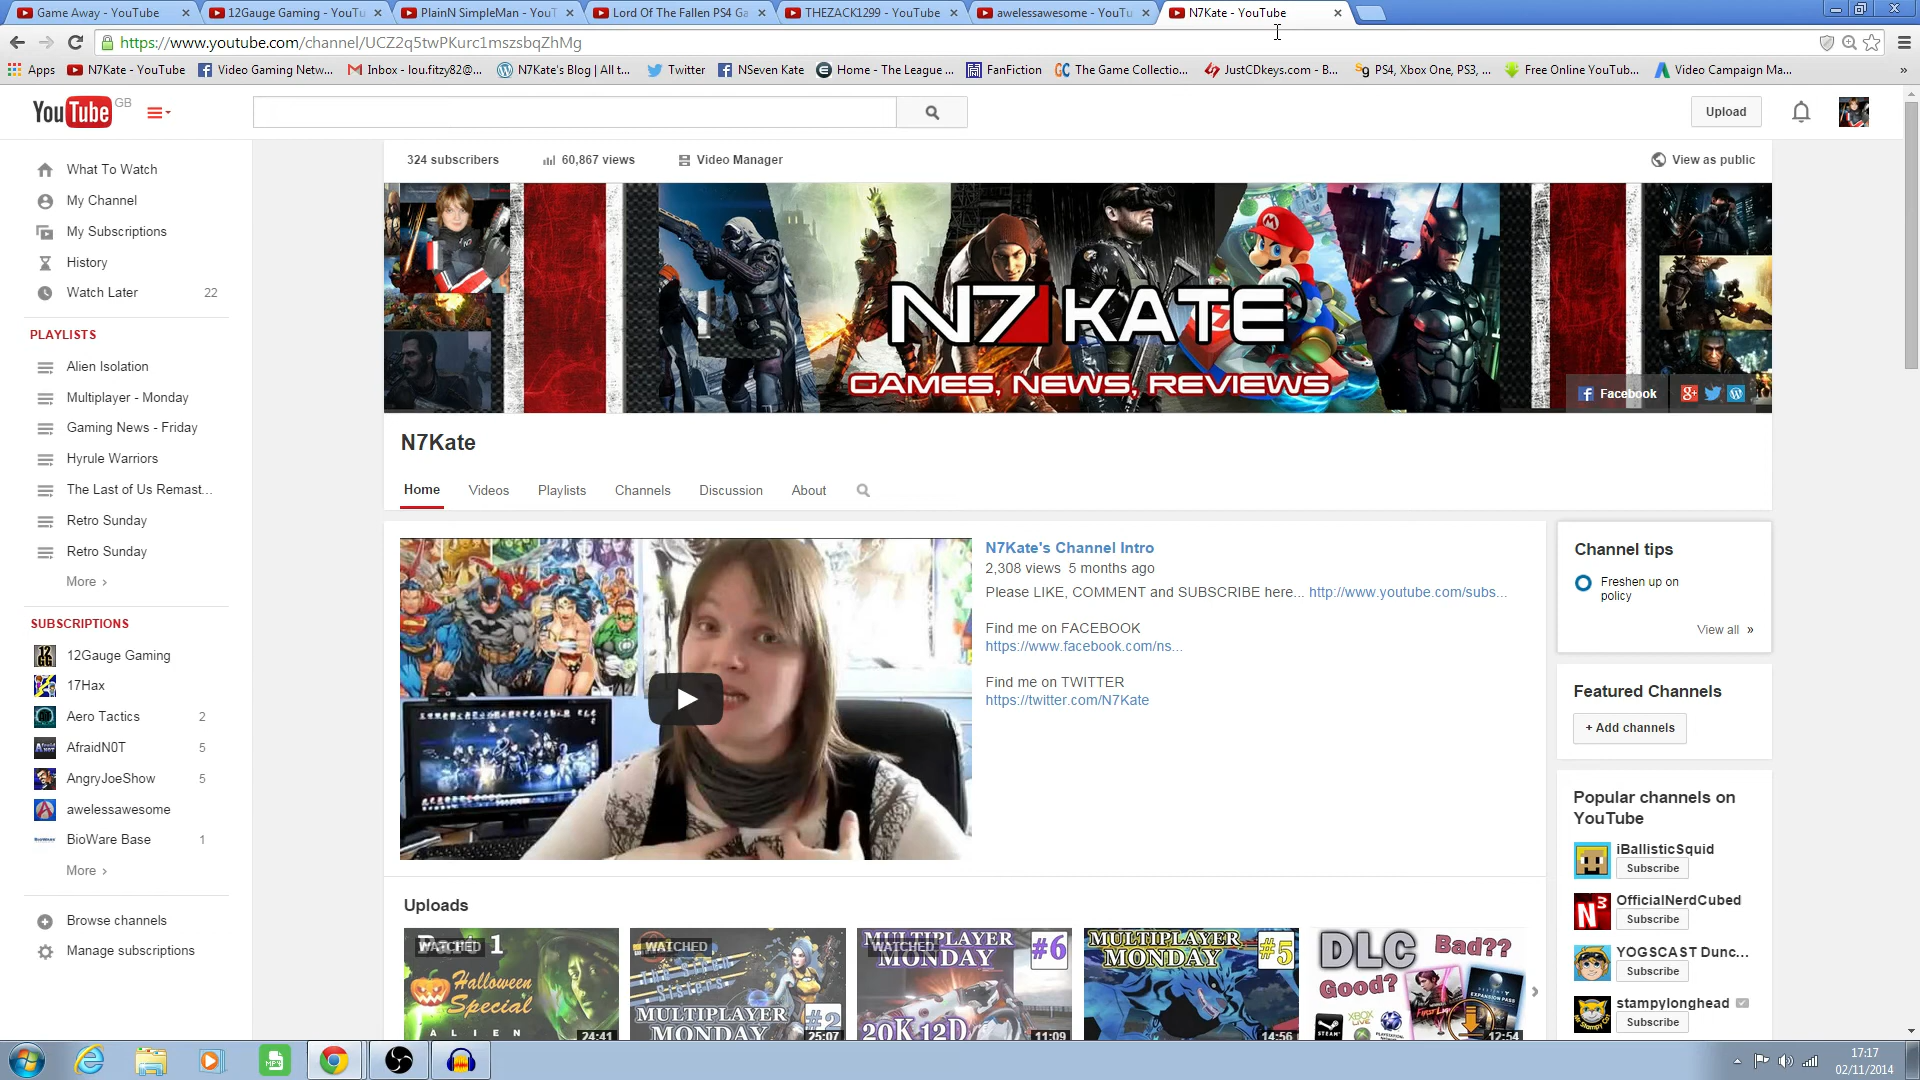 Game Away - YouTube
12Gauge Gaming - YouTu
PlainN SimpleMan - YouT
Lord Of The Fallen PS4 Ga
THEZACK1299 - YouTube
awelessawesome - YouTu
N7Kate - YouTube
https://www.youtube.com/channel/UCZ2q5twPKurc1mszsbqZhMg
Apps
N7Kate - YouTube
Video Gaming Netw...
Inbox - lou.fitzy82@...
N7Kate's Blog | All t...
Twitter
NSeven Kate
Home - The League ...
FanFiction
The Game Collectio...
JustCDkeys.com - B...
PS4, Xbox One, PS3, ...
Free Online YouTub...
Video Campaign Ma...
»
YouTube GB
Upload
324 subscribers
60,867 views
Video Manager
View as public
What To Watch
My Channel
My Subscriptions
History
Watch Later 22
PLAYLISTS
Alien Isolation
Multiplayer - Monday
Gaming News - Friday
Hyrule Warriors
The Last of Us Remast...
Retro Sunday
Retro Sunday
More ›
SUBSCRIPTIONS
12Gauge Gaming
17Hax
Aero Tactics 2
AfraidN0T 5
AngryJoeShow 5
awelessawesome
BioWare Base 1
More ›
Browse channels
Manage subscriptions
N7 KATE
GAMES, NEWS, REVIEWS
Facebook
N7Kate
Home
Videos
Playlists
Channels
Discussion
About
N7Kate's Channel Intro
2,308 views 5 months ago
Please LIKE, COMMENT and SUBSCRIBE here... http://www.youtube.com/subs...
Find me on FACEBOOK
https://www.facebook.com/ns...
Find me on TWITTER
https://twitter.com/N7Kate
Channel tips
Freshen up on
policy
View all »
Featured Channels
+ Add channels
Popular channels on
YouTube
iBallisticSquid
Subscribe
OfficialNerdCubed
Subscribe
YOGSCAST Dunc...
Subscribe
stampylonghead
Subscribe
Uploads
WATCHED
Part 1
Halloween
Special
ALIEN
24:41
WATCHED
MULTIPLAYER
MONDAY
#2
25:07
WATCHED
MULTIPLAYER
MONDAY
#6
20K 12D
11:09
MULTIPLAYER
MONDAY
#5
14:56
DLC
Bad??
Good?
EXPANSION PASS
STEAM
XBOX
LIVE
12:54
17:17
02/11/2014